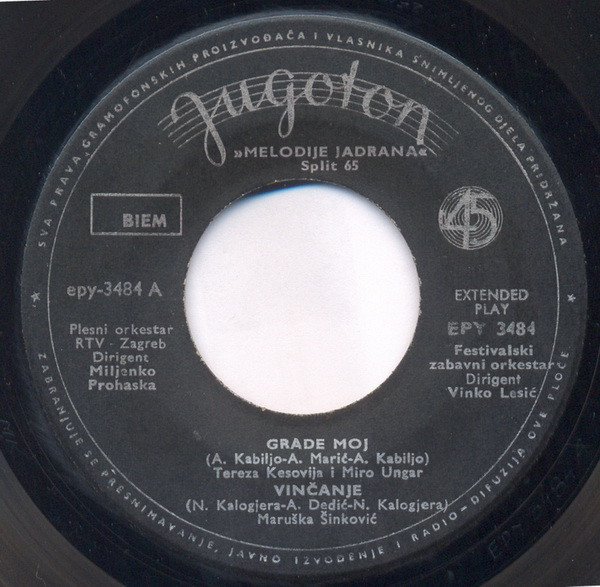 SVA PRAVA GRAMOFONSKIH PROIZVOĐAČA I VLASNIKA SNIMLJENOG DJELA PRIDRŽANA
Jugoton
»MELODIJE JADRANA«
Split 65
BIEM
45
epy-3484 A
EXTENDED
PLAY
EPY 3484
Plesni orkestar
RTV - Zagreb
Dirigent
Miljenko
Prohaska
Festivalski
zabavni orkestar
Dirigent
Vinko Lesić
GRADE MOJ
(A. Kabiljo-A. Marić-A. Kabiljo)
Tereza Kesovija i Miro Ungar
VINČANJE
(N. Kalogjera-A. Dedić-N. Kalogjera)
Maruška Šinković
ZABRANJUJE SE PRESNIMAVANJE, JAVNO IZVOĐENJE I RADIO-DIFUZIJA OVE PLOČE